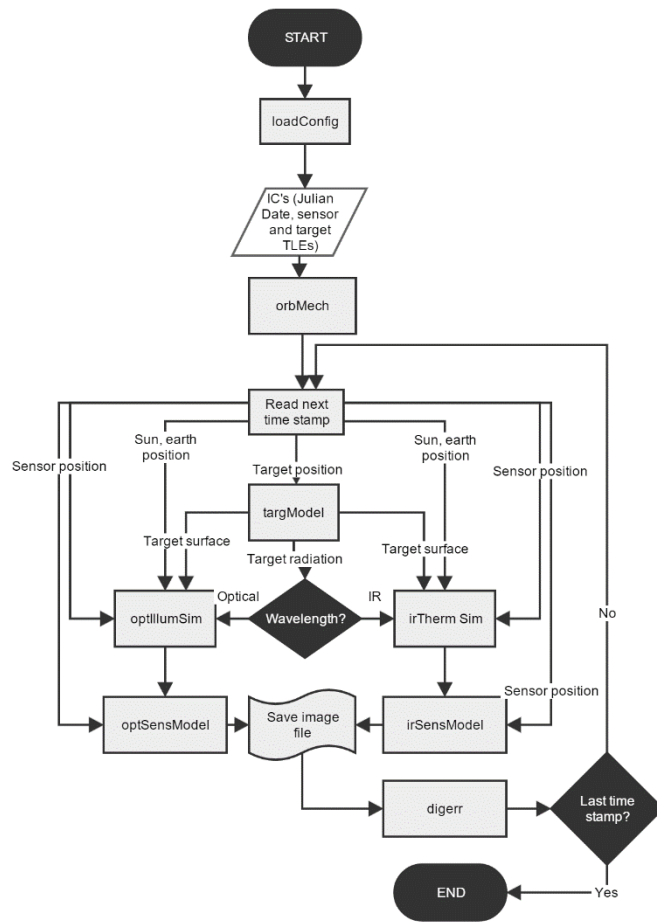 START
loadConfig
IC's (Julian
Date, sensor
and target
TLEs)
orbMech
Read next
time stamp
Sun, earth
position
Sun, earth
position
Sensor position
Target position
Sensor position
targModel
Target surface
Target surface
Target radiation
optIllumSim
Optical
Wavelength?
IR
irTherm Sim
No
Sensor position
optSensModel
Save image
file
irSensModel
digerr
Last time
stamp?
END
Yes